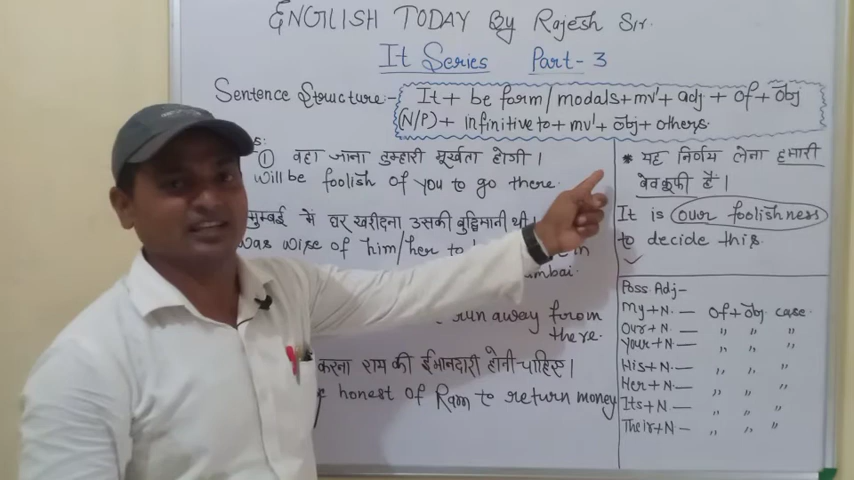 ENGLISH TODAY By Rajesh Sir.
It Series Part-3
Sentence Structure:- It + be form/modals+mv¹+ adj + of + obj
(N/P)+ infinitive to + mv¹+ obj + others.
s:
① वहा जाना तुम्हारी मूर्खता होगी ।
will be foolish of you to go there.
मुम्बई में घर खरीदना उसकी बुद्धिमानी थी ।
was wise of him/her to in
mbai.
run away from
there.
करना राम की ईमानदारी होनी चाहिए ।
honest of Ram to return money
* यह निर्णय लेना हमारी
बेवकूफी है ।
It is our foolishness
to decide this.
Poss. Adj-
My+N. — Of + obj case.
Our+N. — " " "
Your+N — " " "
His+N — " " "
Her+N — " " "
Its+N — " " "
Their+N — " " "